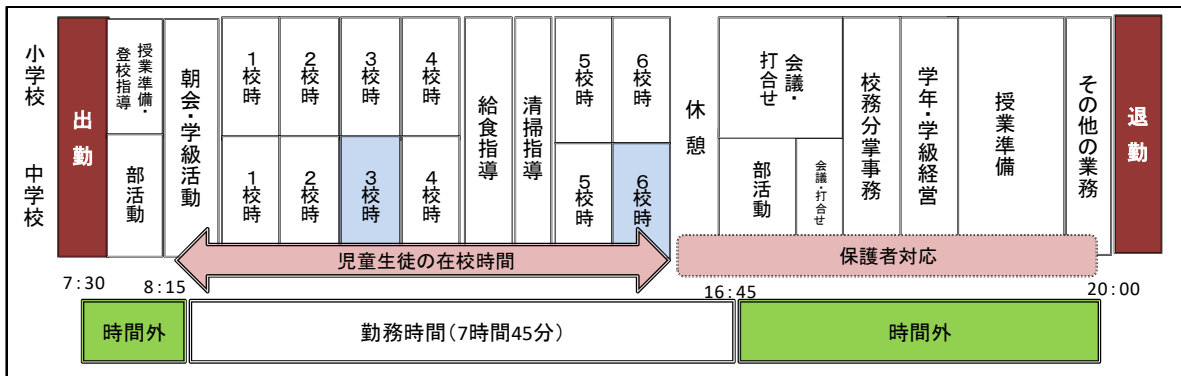 小学校
中学校
出勤
授業準備・
登校指導
部活動
朝会・学級活動
1校時
2校時
3校時
4校時
1校時
2校時
3校時
4校時
給食指導
清掃指導
5校時
6校時
5校時
6校時
休憩
会議・
打合せ
部活動
会議・打合せ
校務分掌事務
学年・学級経営
授業準備
その他の業務
退勤
児童生徒の在校時間
保護者対応
7:30
8:15
16:45
20:00
時間外
勤務時間(7時間45分)
時間外